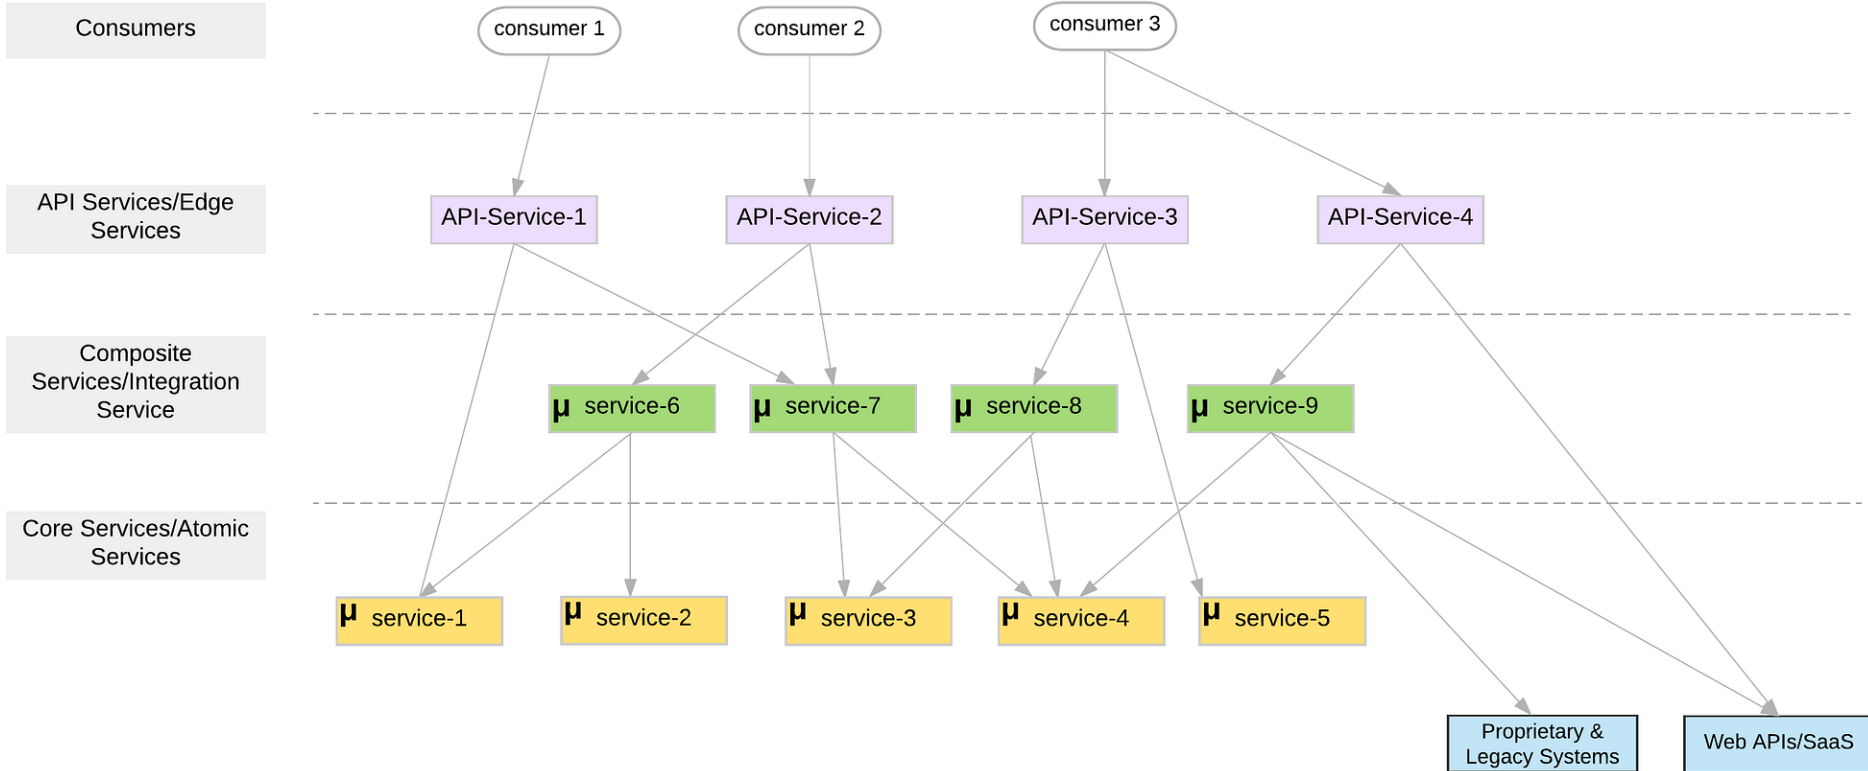 Consumers
consumer 1
consumer 2
consumer 3
API Services/Edge
Services
API-Service-1
API-Service-2
API-Service-3
API-Service-4
Composite
Services/Integration
Service
μ service-6
μ service-7
μ service-8
μ service-9
Core Services/Atomic
Services
μ service-1
μ service-2
μ service-3
μ service-4
μ service-5
Proprietary &
Legacy Systems
Web APIs/SaaS